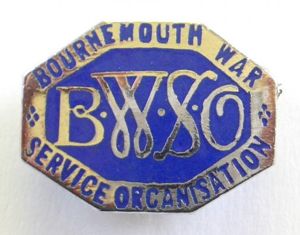 BOURNEMOUTH WAR
B·W·S·O
SERVICE ORGANISATION